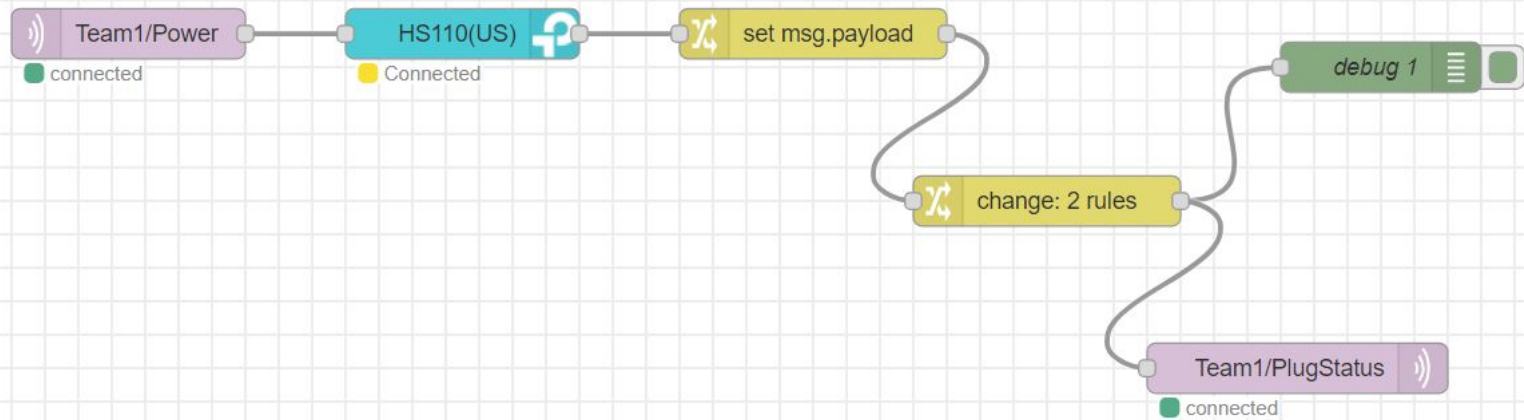 Team1/Power
connected
HS110(US)
Connected
set msg.payload
debug 1
change: 2 rules
Team1/PlugStatus
connected